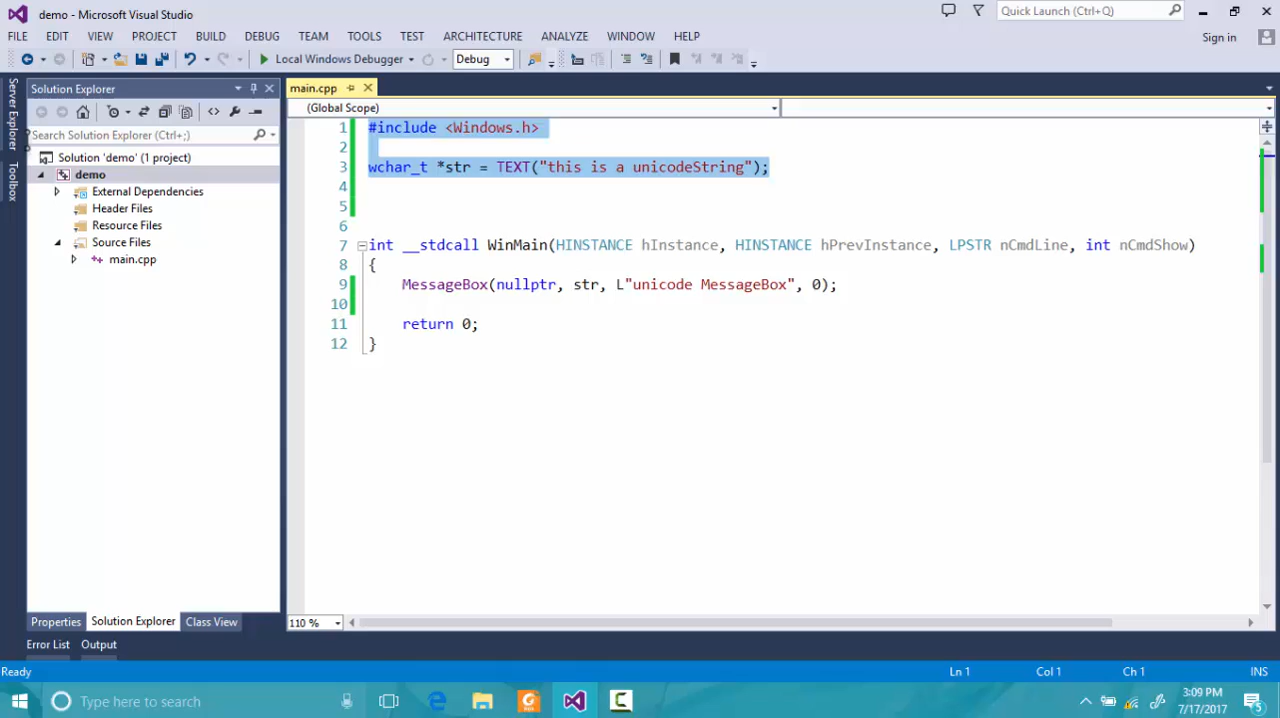 demo - Microsoft Visual Studio
Quick Launch (Ctrl+Q)
FILE EDIT VIEW PROJECT BUILD DEBUG TEAM TOOLS TEST ARCHITECTURE ANALYZE WINDOW HELP
Sign in
Local Windows Debugger Debug
Server Explorer
Toolbox
Solution Explorer
Search Solution Explorer (Ctrl+;)
Solution 'demo' (1 project)
demo
External Dependencies
Header Files
Resource Files
Source Files
main.cpp
Properties Solution Explorer Class View
main.cpp
(Global Scope)
1 #include <Windows.h>
2
3 wchar_t *str = TEXT("this is a unicodeString");
4
5
6
7 int __stdcall WinMain(HINSTANCE hInstance, HINSTANCE hPrevInstance, LPSTR nCmdLine, int nCmdShow)
8 {
9 MessageBox(nullptr, str, L"unicode MessageBox", 0);
10
11 return 0;
12 }
110 %
Error List Output
Ready Ln 1 Col 1 Ch 1 INS
Type here to search
3:09 PM
7/17/2017
5